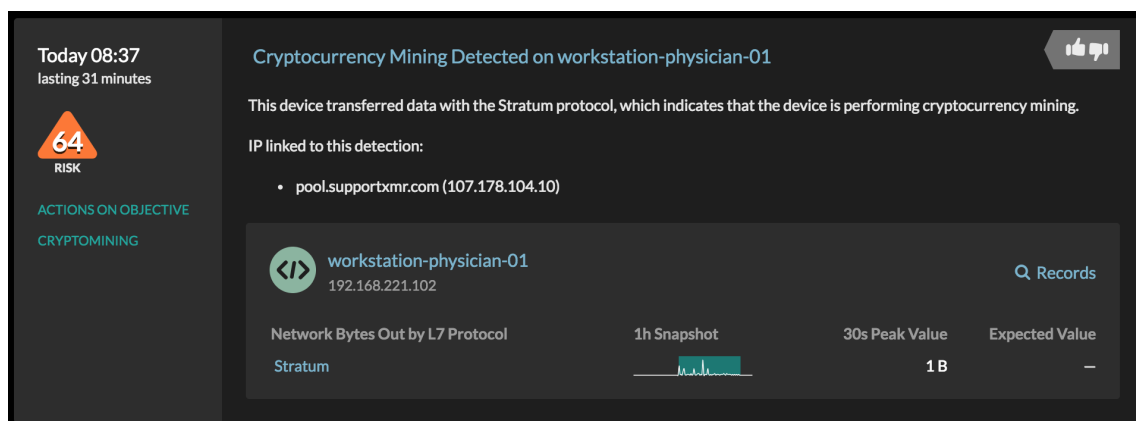 Today 08:37
lasting 31 minutes
64
RISK
ACTIONS ON OBJECTIVE
CRYPTOMINING
Cryptocurrency Mining Detected on workstation-physician-01
This device transferred data with the Stratum protocol, which indicates that the device is performing cryptocurrency mining.
IP linked to this detection:
• pool.supportxmr.com (107.178.104.10)
</> workstation-physician-01
192.168.221.102
Records
Network Bytes Out by L7 Protocol 1h Snapshot 30s Peak Value Expected Value
Stratum 1 B —